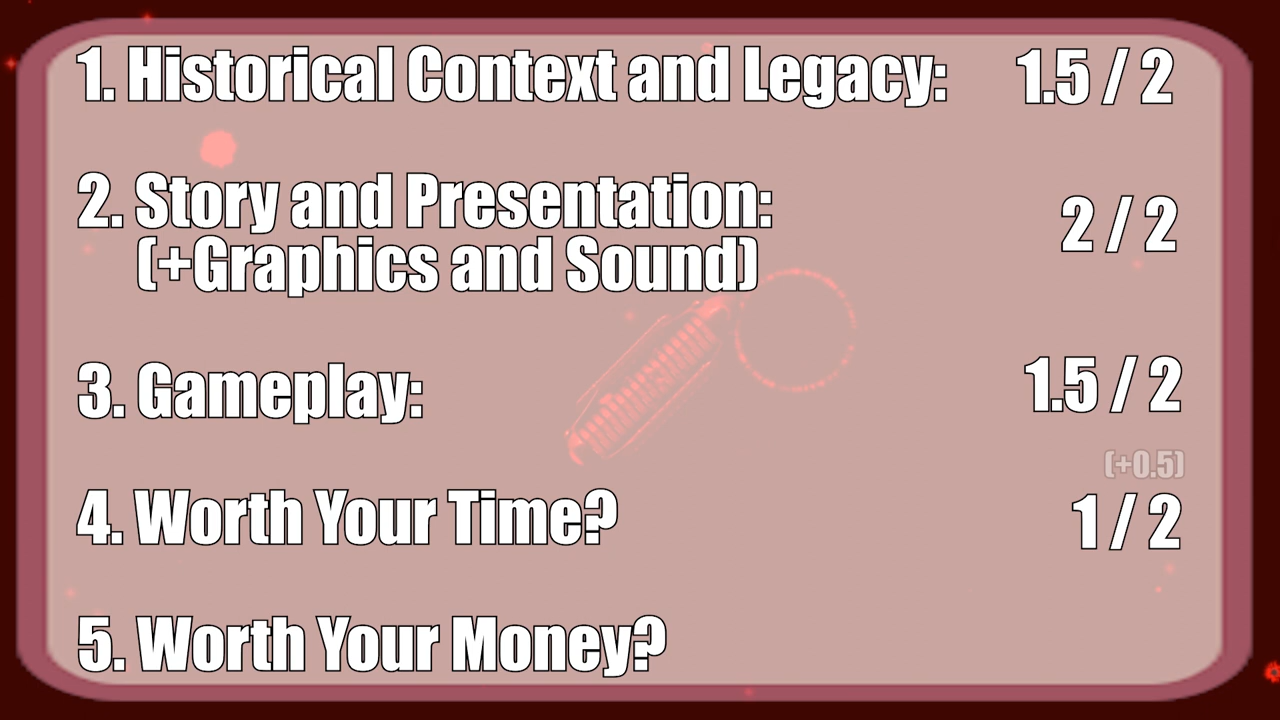 1. Historical Context and Legacy: 1.5 / 2
2. Story and Presentation: 2 / 2
(+Graphics and Sound)
3. Gameplay: 1.5 / 2
(+0.5)
4. Worth Your Time? 1 / 2
5. Worth Your Money?